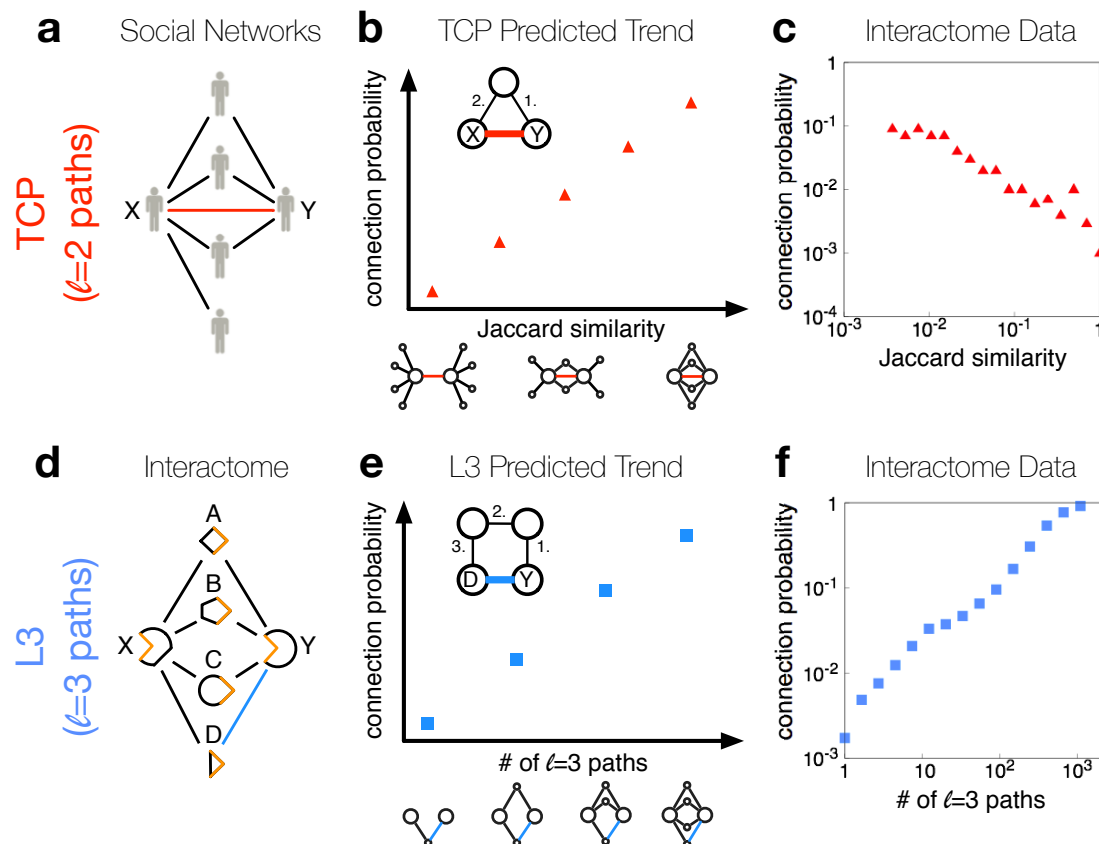 a Social Networks
TCP
(ℓ=2 paths)
X
Y
b TCP Predicted Trend
connection probability
2.
1.
X
Y
Jaccard similarity
c Interactome Data
connection probability
1
10⁻¹
10⁻²
10⁻³
10⁻⁴
10⁻³
10⁻²
10⁻¹
1
Jaccard similarity
d Interactome
L3
(ℓ=3 paths)
A
B
X
Y
C
D
e L3 Predicted Trend
connection probability
2.
3.
1.
D
Y
# of ℓ=3 paths
f Interactome Data
connection probability
1
10⁻¹
10⁻²
10⁻³
1
10
10²
10³
# of ℓ=3 paths